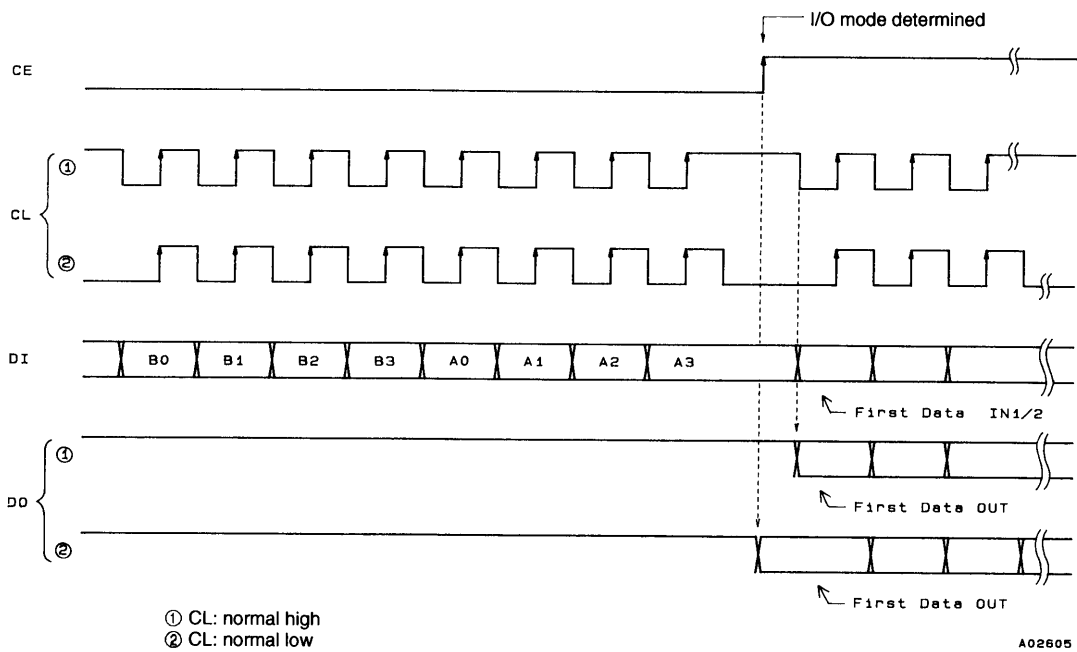 I/O mode determined
CE
CL
①
②
DI
B0 B1 B2 B3 A0 A1 A2 A3
First Data IN1/2
DO
①
First Data OUT
②
First Data OUT
① CL: normal high
② CL: normal low
A02605